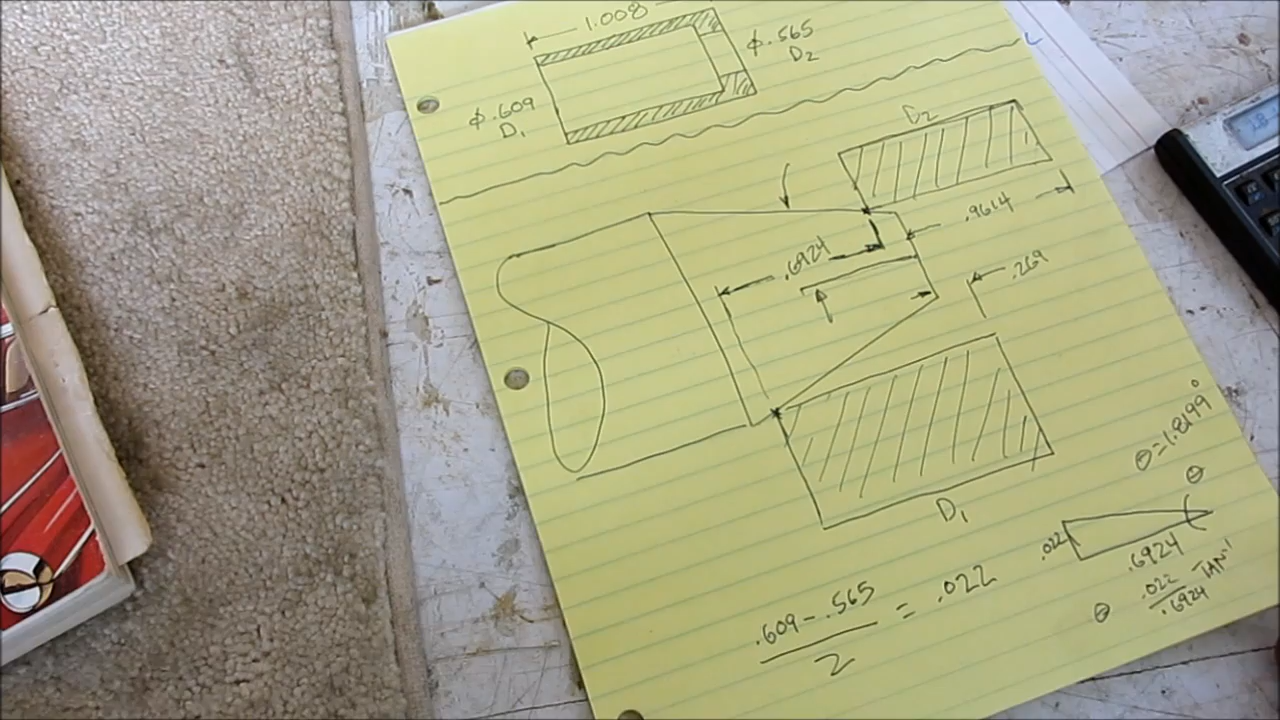 1.008
φ.565
D2
φ.609
D1
D2
.9614
.6924
.269
θ=1.8199°
θ
D1
.022
.6924
.609-.565 = .022
2
θ .022 TAN⁻¹
.6924